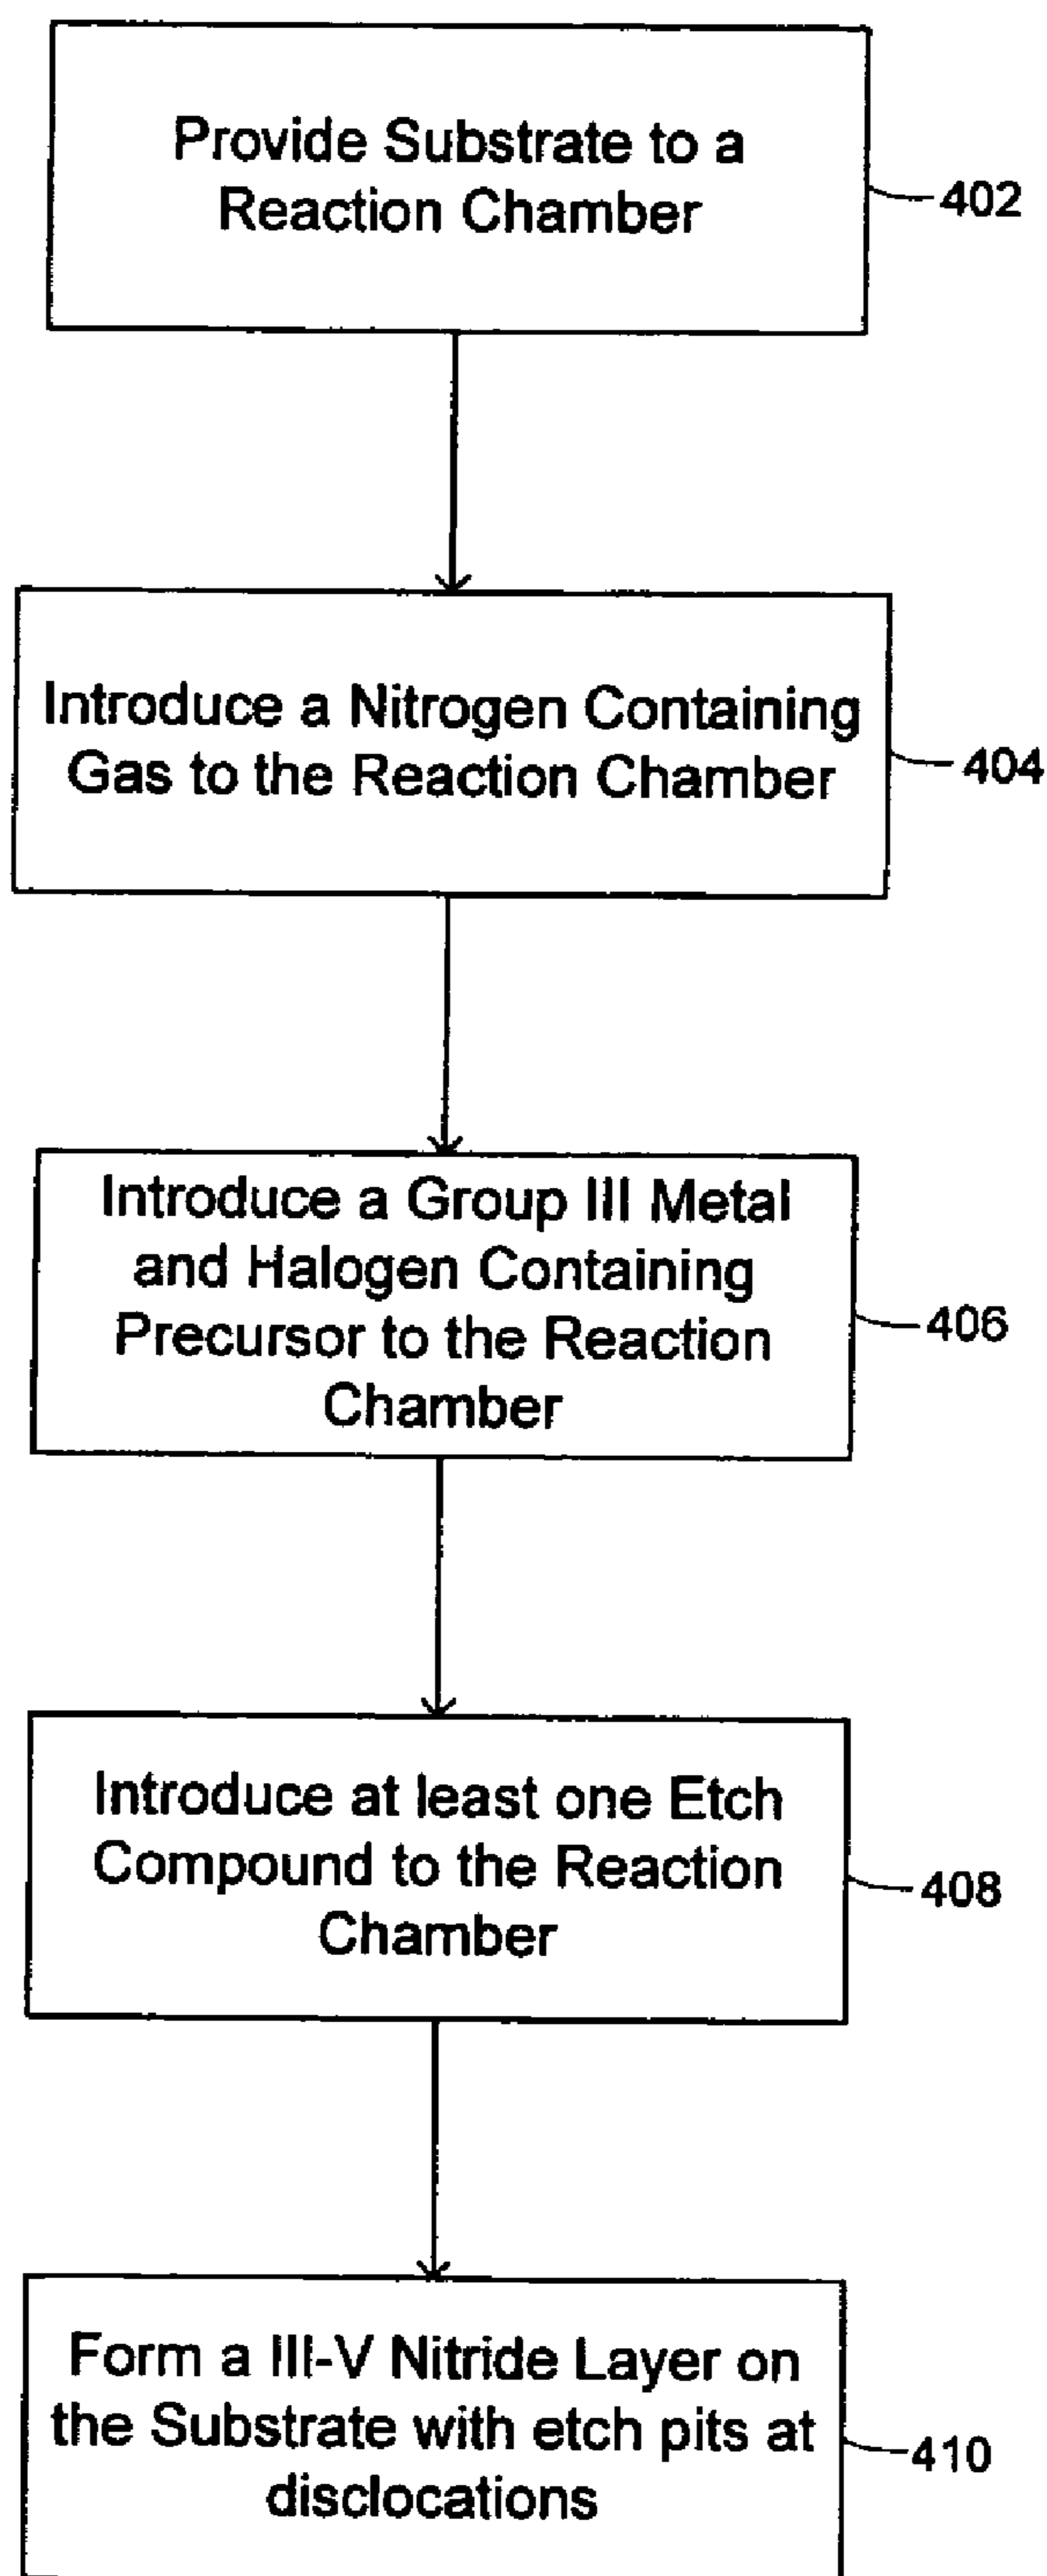 Provide Substrate to a
Reaction Chamber
402
Introduce a Nitrogen Containing
Gas to the Reaction Chamber
404
Introduce a Group III Metal
and Halogen Containing
Precursor to the Reaction
Chamber
406
Introduce at least one Etch
Compound to the Reaction
Chamber
408
Form a III-V Nitride Layer on
the Substrate with etch pits at
disclocations
410